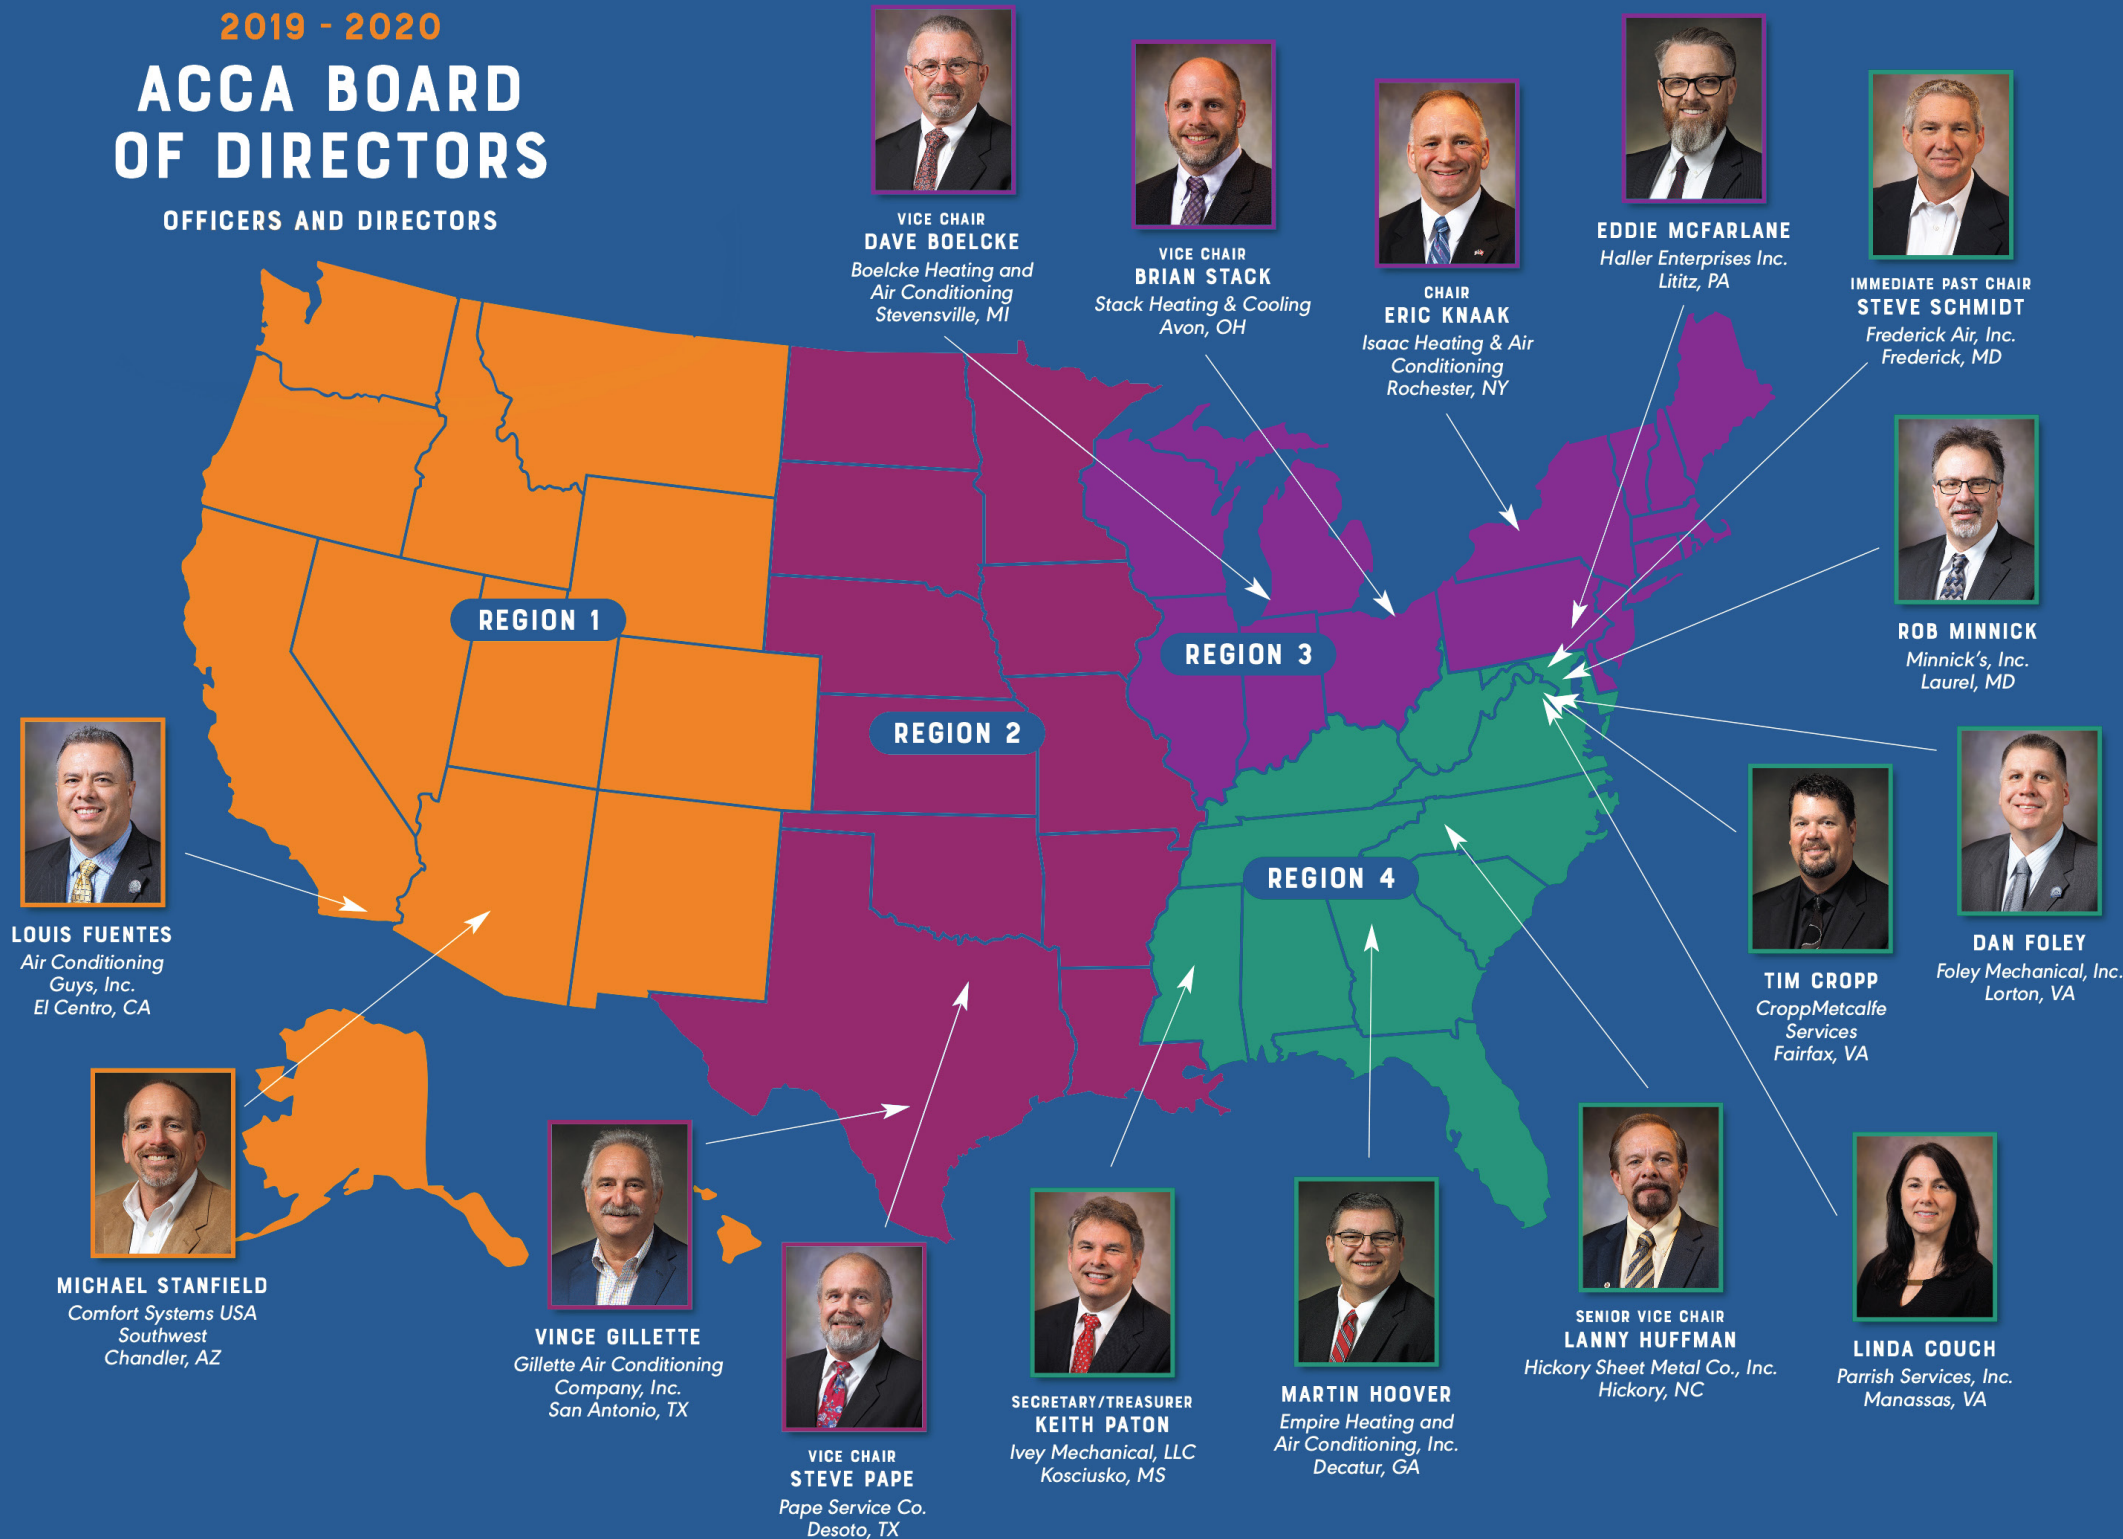 2019 - 2020
ACCA BOARD
OF DIRECTORS
OFFICERS AND DIRECTORS
VICE CHAIR
DAVE BOELCKE
Boelcke Heating and
Air Conditioning
Stevensville, MI
VICE CHAIR
BRIAN STACK
Stack Heating & Cooling
Avon, OH
CHAIR
ERIC KNAAK
Isaac Heating & Air
Conditioning
Rochester, NY
EDDIE MCFARLANE
Haller Enterprises Inc.
Lititz, PA
IMMEDIATE PAST CHAIR
STEVE SCHMIDT
Frederick Air, Inc.
Frederick, MD
ROB MINNICK
Minnick's, Inc.
Laurel, MD
REGION 1
REGION 2
REGION 3
REGION 4
LOUIS FUENTES
Air Conditioning
Guys, Inc.
El Centro, CA
TIM CROPP
CroppMetcalfe
Services
Fairfax, VA
DAN FOLEY
Foley Mechanical, Inc.
Lorton, VA
MICHAEL STANFIELD
Comfort Systems USA
Southwest
Chandler, AZ
VINCE GILLETTE
Gillette Air Conditioning
Company, Inc.
San Antonio, TX
VICE CHAIR
STEVE PAPE
Pape Service Co.
Desoto, TX
SECRETARY/TREASURER
KEITH PATON
Ivey Mechanical, LLC
Kosciusko, MS
MARTIN HOOVER
Empire Heating and
Air Conditioning, Inc.
Decatur, GA
SENIOR VICE CHAIR
LANNY HUFFMAN
Hickory Sheet Metal Co., Inc.
Hickory, NC
LINDA COUCH
Parrish Services, Inc.
Manassas, VA